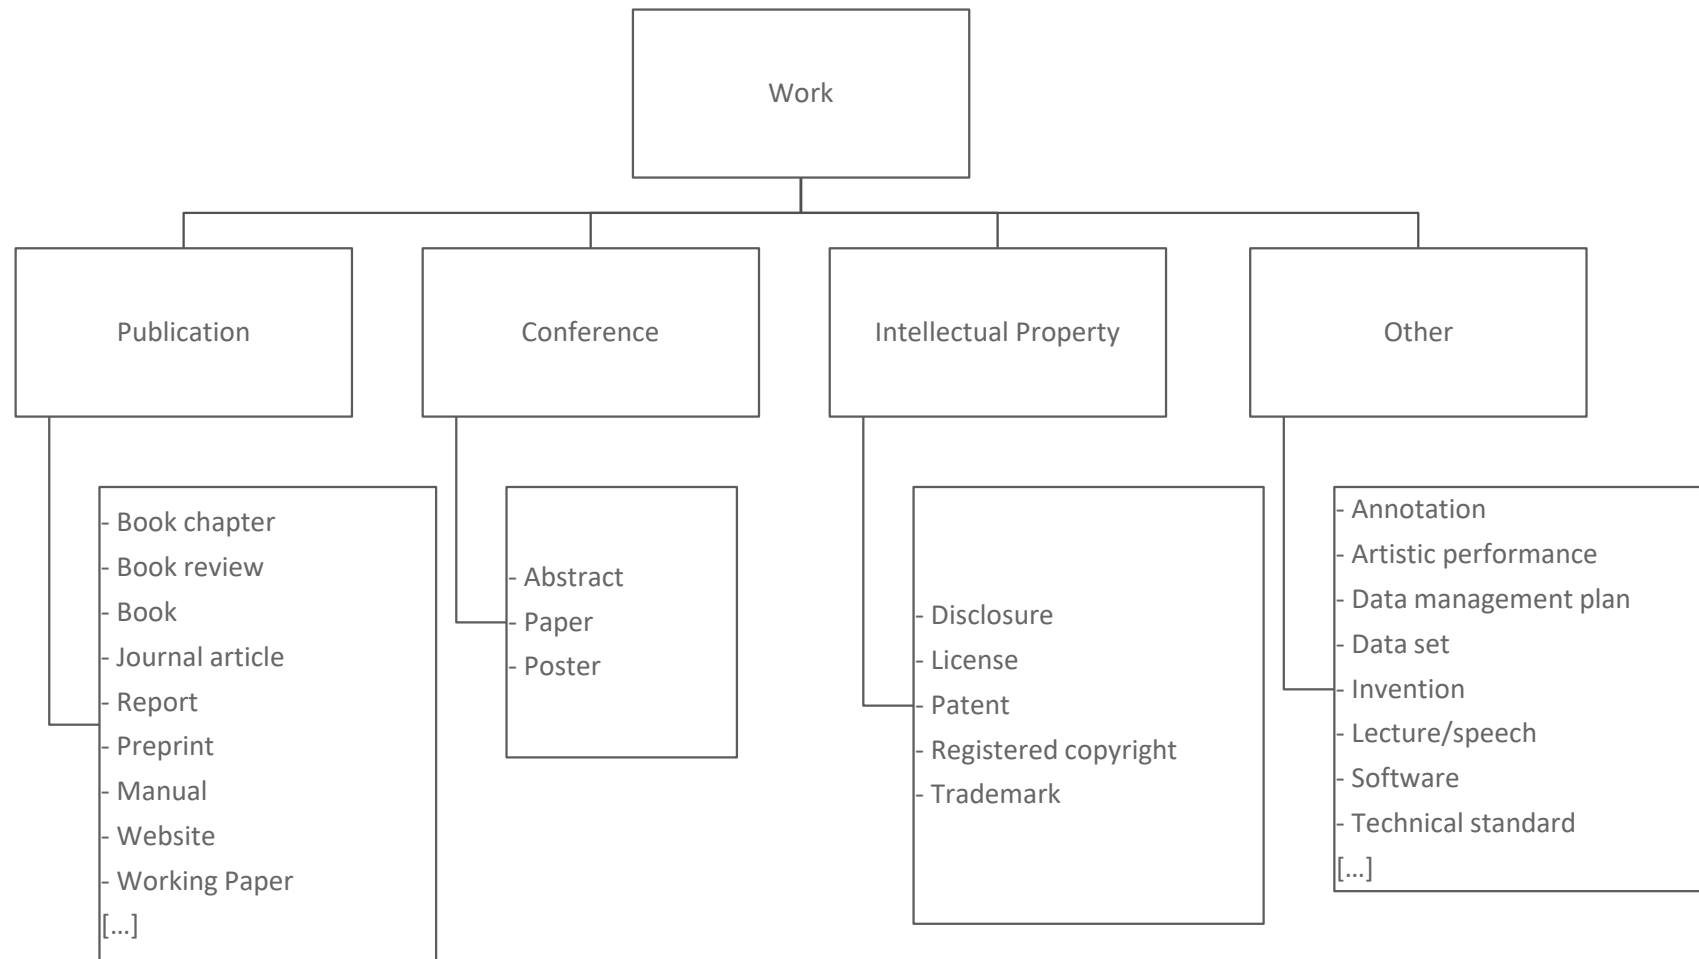 Work
Publication
Conference
Intellectual Property
Other
- Book chapter
- Book review
- Book
- Journal article
- Report
- Preprint
- Manual
- Website
- Working Paper
[...]
- Abstract
- Paper
- Poster
- Disclosure
- License
- Patent
- Registered copyright
- Trademark
- Annotation
- Artistic performance
- Data management plan
- Data set
- Invention
- Lecture/speech
- Software
- Technical standard
[...]